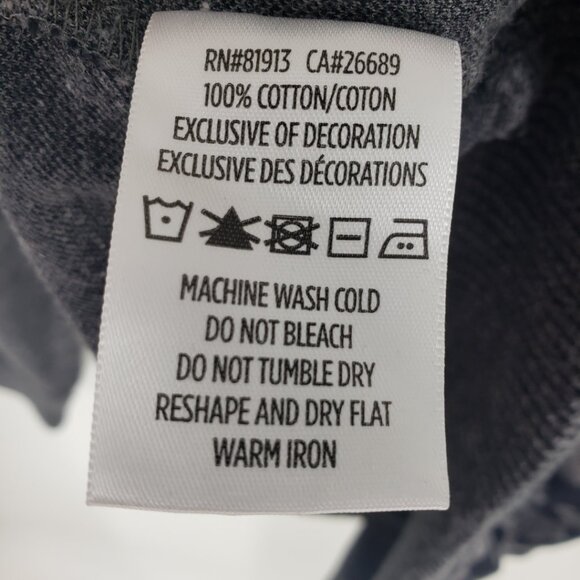 RN#81913 CA#26689
100% COTTON/COTON
EXCLUSIVE OF DECORATION
EXCLUSIVE DES DÉCORATIONS
MACHINE WASH COLD
DO NOT BLEACH
DO NOT TUMBLE DRY
RESHAPE AND DRY FLAT
WARM IRON